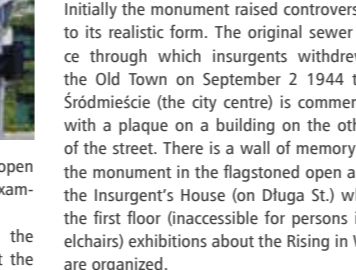 Initially the monument raised controvers
to its realistic form. The original sewer
ce through which insurgents withdrew
the Old Town on September 2 1944 t
Śródmieście (the city centre) is commer
with a plaque on a building on the oth
of the street. There is a wall of memory
the monument in the flagstoned open a
the Insurgent's House (on Długa St.) wh
the first floor (inaccessible for persons i
elchairs) exhibitions about the Rising in W
are organized.
open
xam-
the
t the